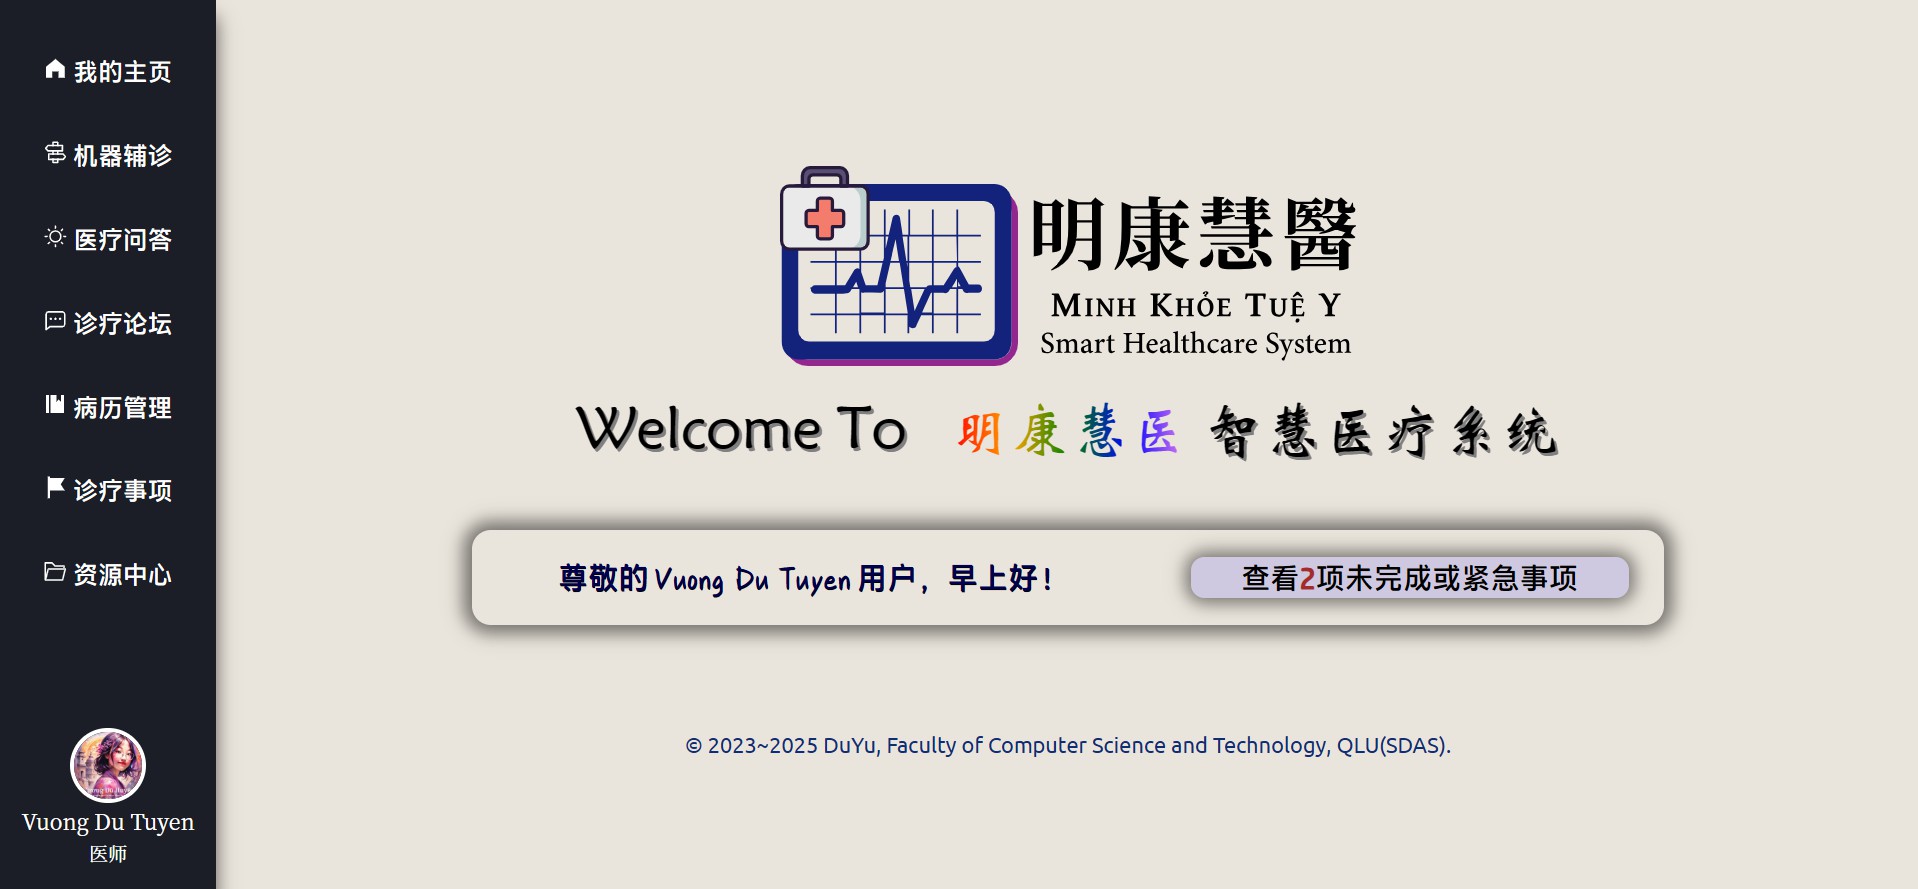 我的主页
机器辅诊
医疗问答
诊疗论坛
病历管理
诊疗事项
资源中心
Vuong Du Tuyen
医师
明康慧醫
Minh Khỏe Tuệ Y
Smart Healthcare System
Welcome To 明康慧医 智慧医疗系统
尊敬的 Vuong Du Tuyen 用户，早上好！
查看2项未完成或紧急事项
© 2023~2025 DuYu, Faculty of Computer Science and Technology, QLU(SDAS).